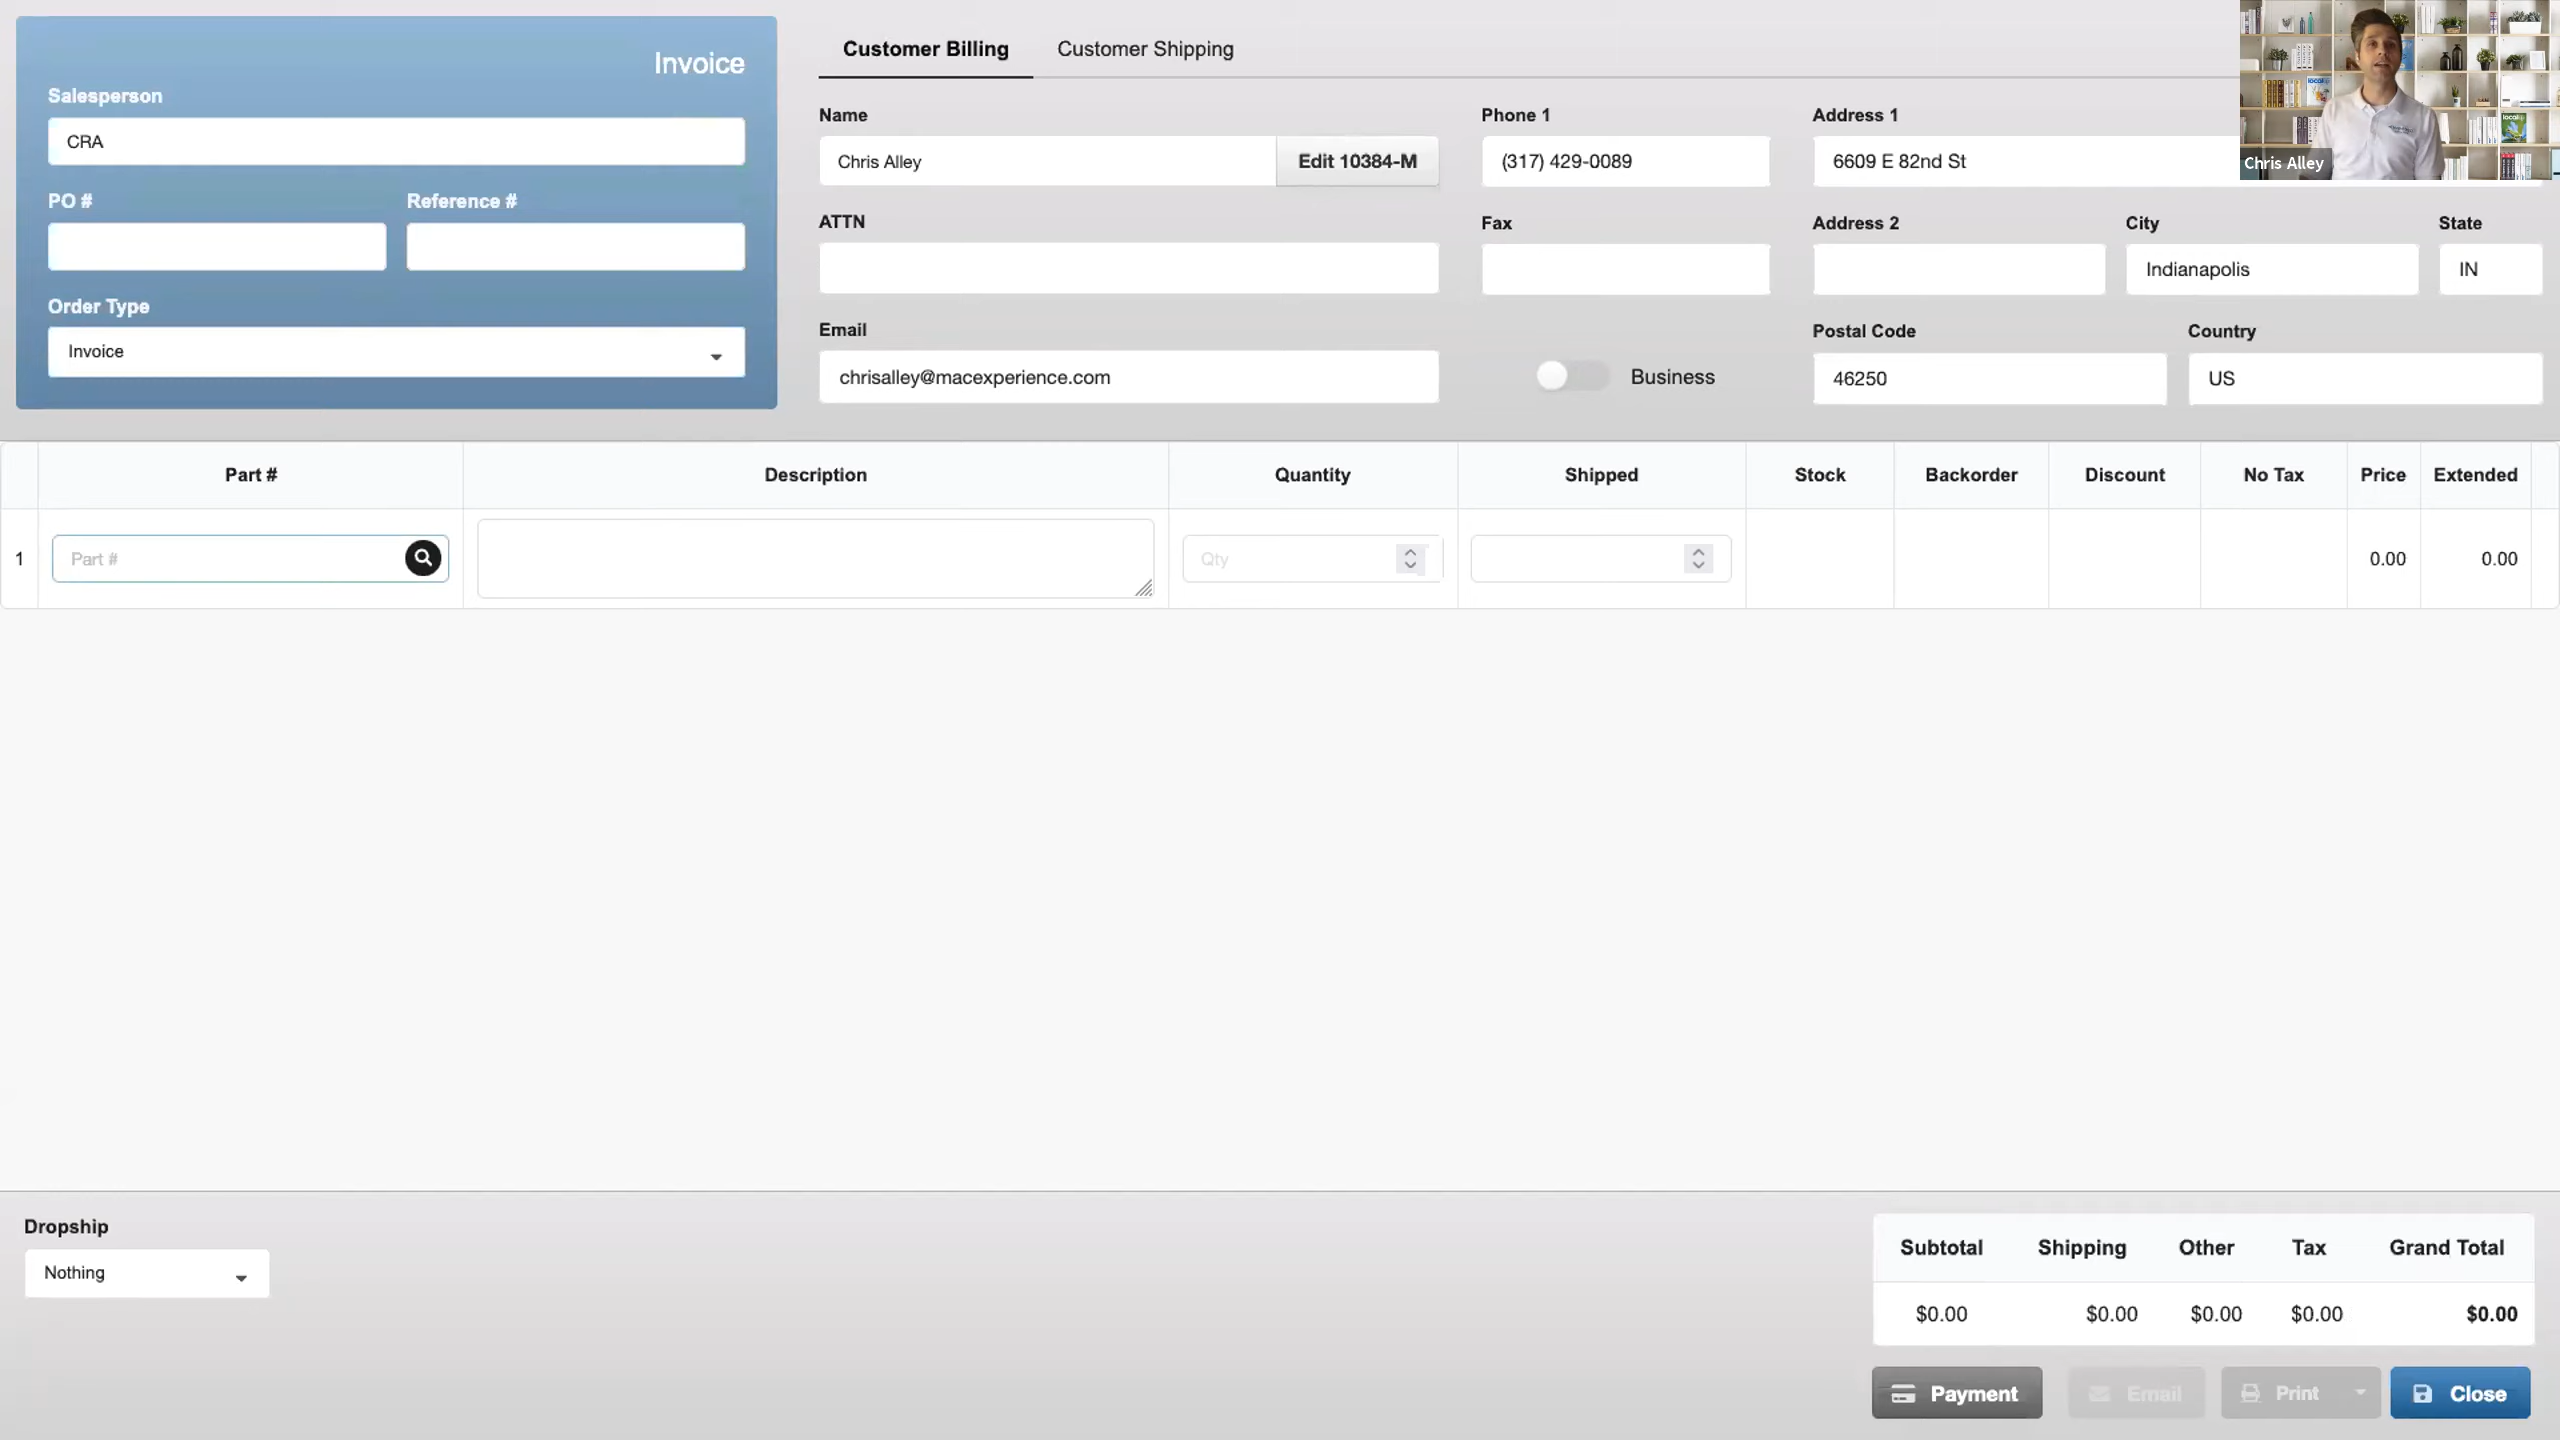 Invoice
Salesperson
CRA
PO #
Reference #
Order Type
Invoice
Customer Billing
Customer Shipping
Name
Chris Alley
Edit 10384-M
Phone 1
(317) 429-0089
Address 1
6609 E 82nd St
ATTN
Fax
Address 2
City
Indianapolis
State
IN
Email
chrisalley@macexperience.com
Business
Postal Code
46250
Country
US
Chris Alley
local
local
Part # Description Quantity Shipped Stock Backorder Discount No Tax Price Extended
1 Part # Qty 0.00 0.00
Dropship
Nothing
Subtotal Shipping Other Tax Grand Total
$0.00 $0.00 $0.00 $0.00 $0.00
Payment Email Print Close